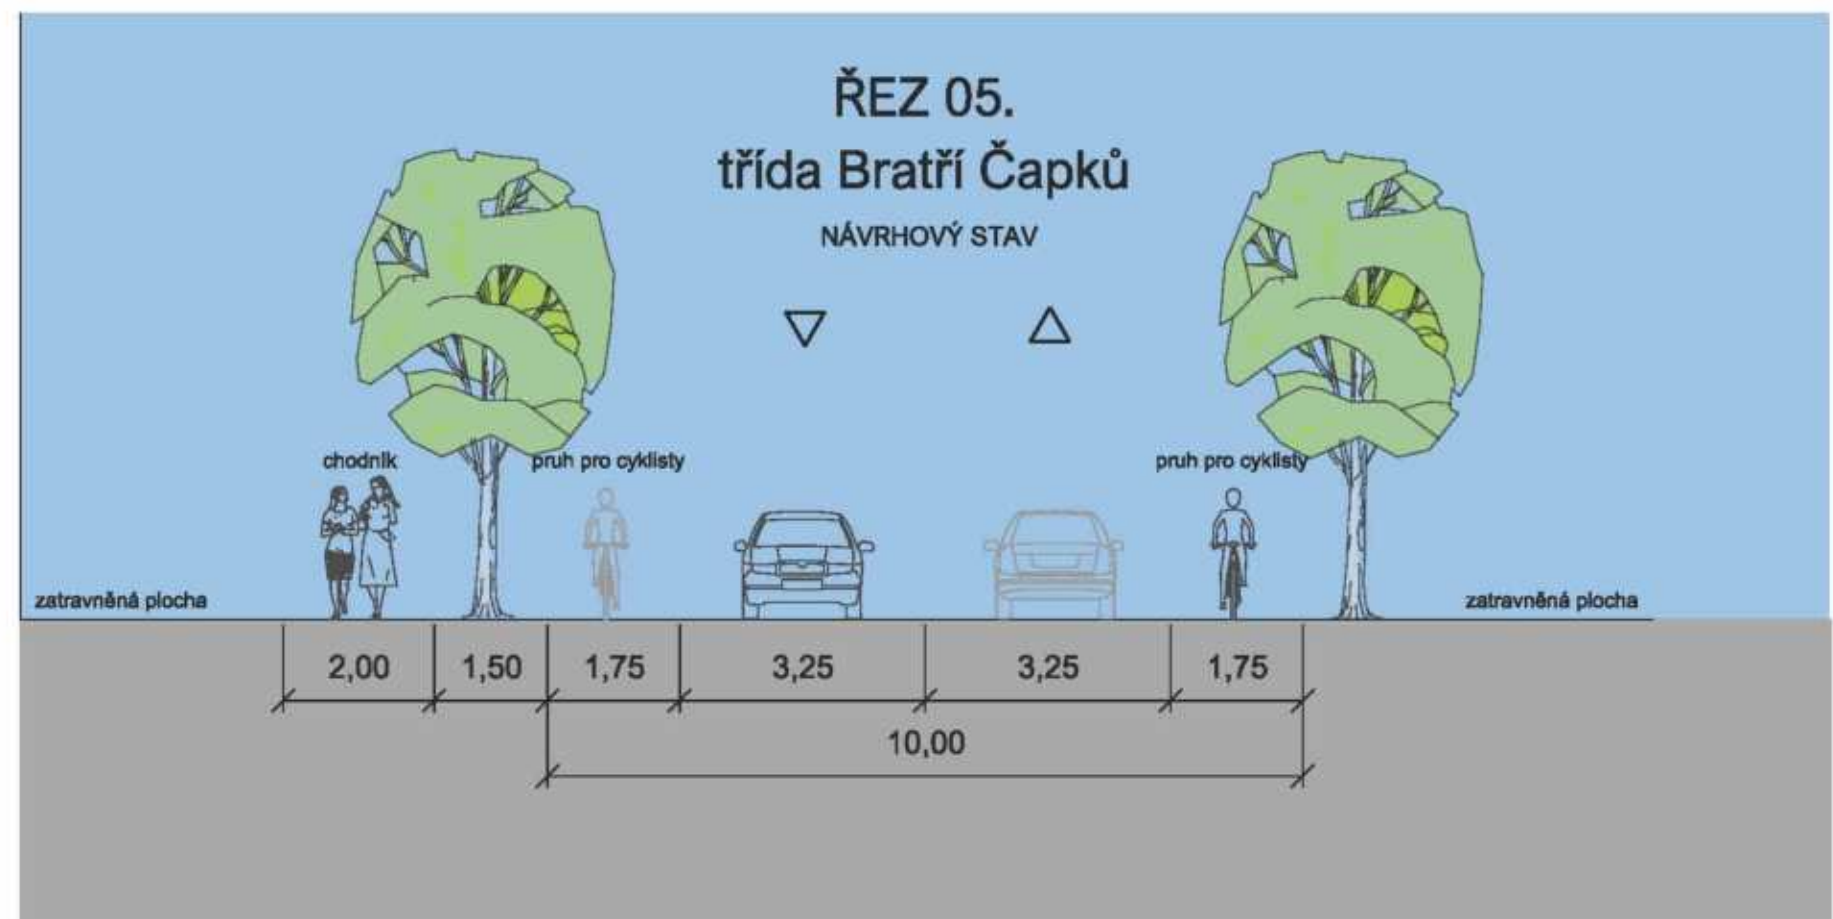 ŘEZ 05.
třída Bratří Čapků
NÁVRHOVÝ STAV
chodník
pruh pro cyklisty
pruh pro cyklisty
zatravněná plocha
zatravněná plocha
2,00 1,50 1,75 3,25 3,25 1,75
10,00